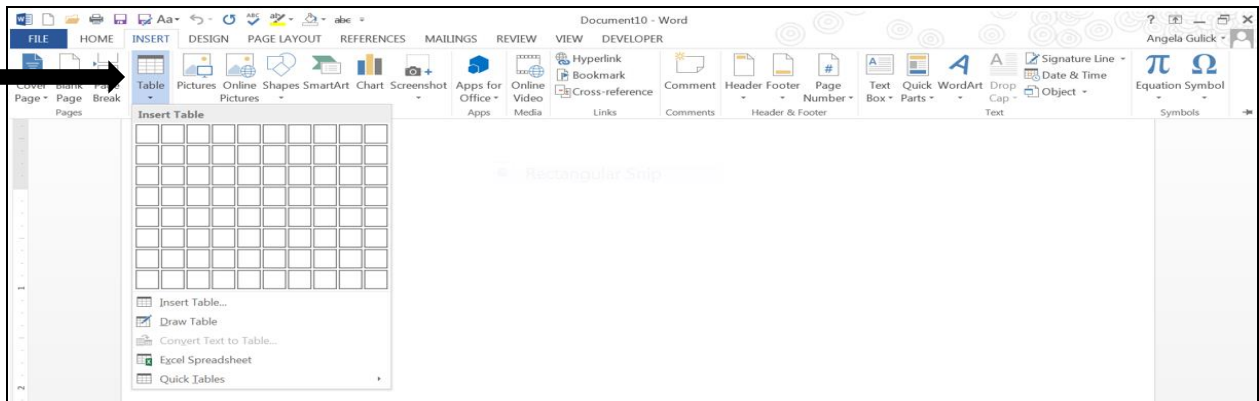 Aa abc Document10 - Word ?
FILE HOME INSERT DESIGN PAGE LAYOUT REFERENCES MAILINGS REVIEW VIEW DEVELOPER Angela Gulick
Hyperlink Signature Line
Bookmark Date & Time
Cross-reference Object
Cover Blank Page Table Pictures Online Shapes SmartArt Chart Screenshot Apps for Online Comment Header Footer Page Text Quick WordArt Drop Equation Symbol
Page Page Break Pictures Office Video Number Box Parts Cap
Pages Apps Media Links Comments Header & Footer Text Symbols
Insert Table
Rectangular Snip
Insert Table...
Draw Table
Convert Text to Table...
Excel Spreadsheet
Quick Tables